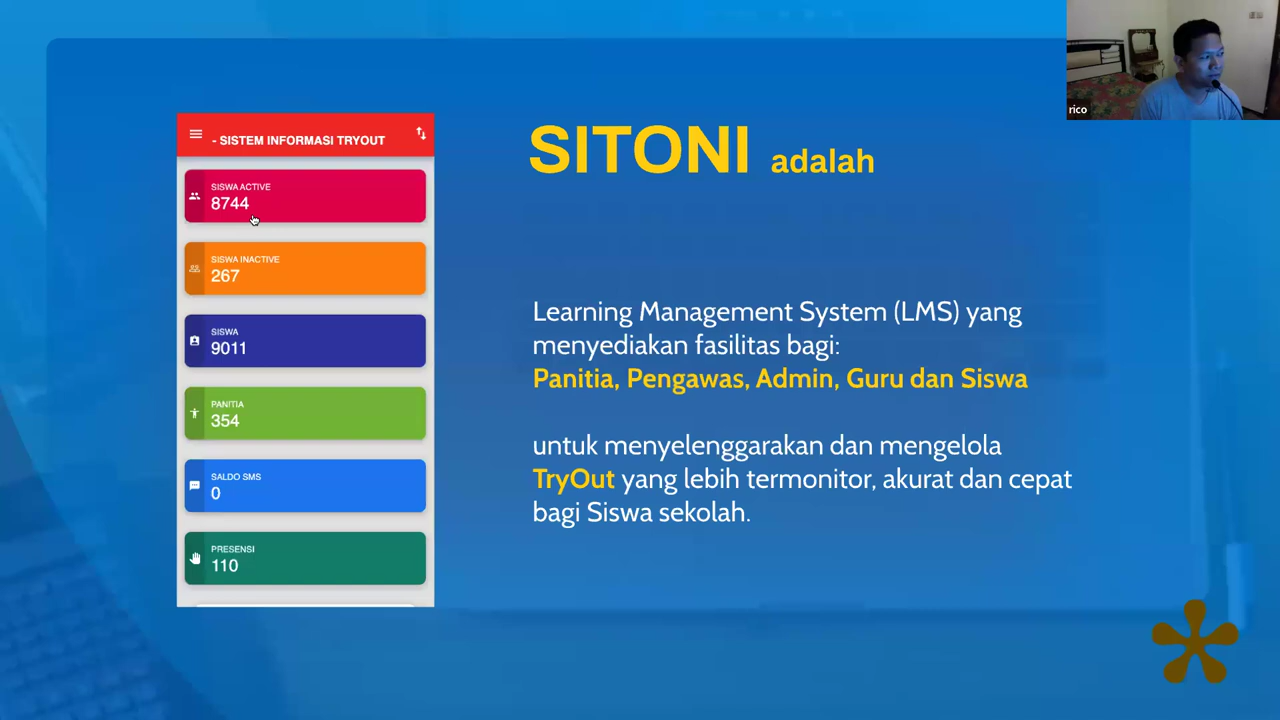 - SISTEM INFORMASI TRYOUT
SISWA ACTIVE
8744
SISWA INACTIVE
267
SISWA
9011
PANITIA
354
SALDO SMS
0
PRESENSI
110
SITONI adalah
Learning Management System (LMS) yang
menyediakan fasilitas bagi:
Panitia, Pengawas, Admin, Guru dan Siswa
untuk menyelenggarakan dan mengelola
TryOut yang lebih termonitor, akurat dan cepat
bagi Siswa sekolah.
rico